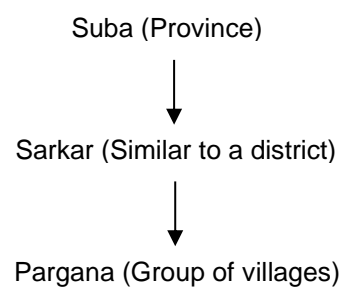 Suba (Province)
Sarkar (Similar to a district)
Pargana (Group of villages)